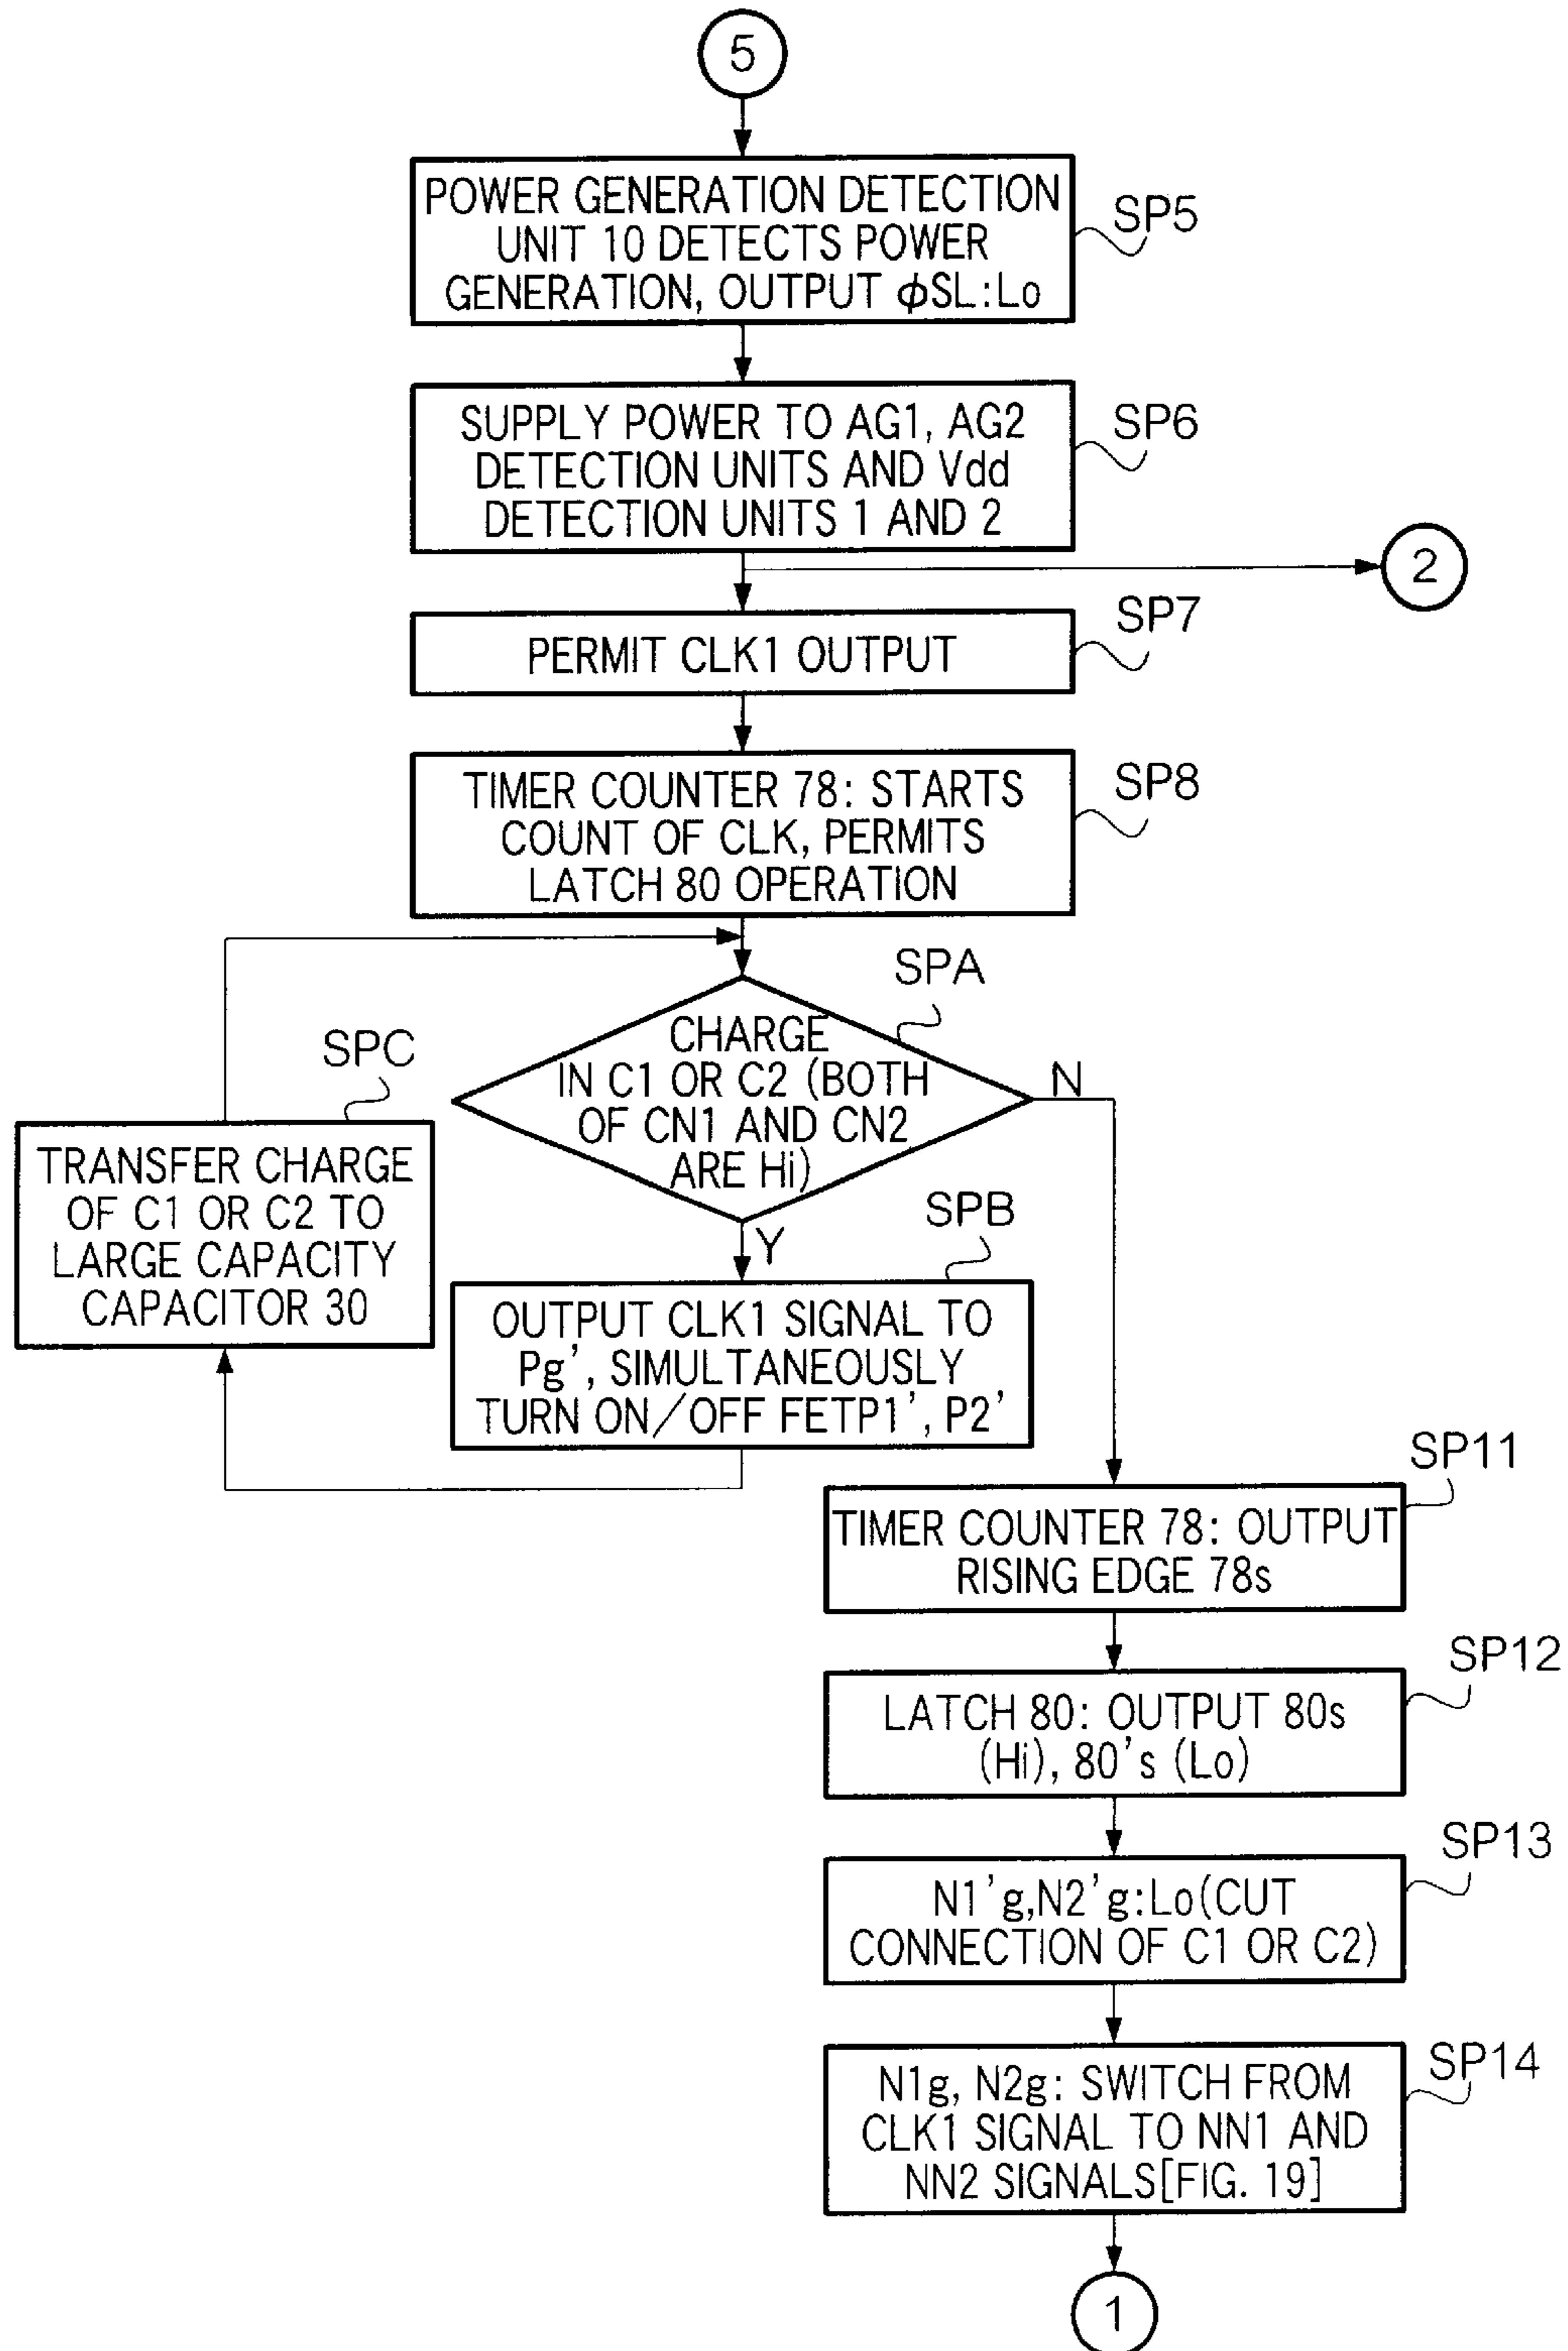 5
POWER GENERATION DETECTION
UNIT 10 DETECTS POWER
GENERATION, OUTPUT ϕSL:Lo
SP5
SUPPLY POWER TO AG1, AG2
DETECTION UNITS AND Vdd
DETECTION UNITS 1 AND 2
SP6
2
PERMIT CLK1 OUTPUT
SP7
TIMER COUNTER 78: STARTS
COUNT OF CLK, PERMITS
LATCH 80 OPERATION
SP8
CHARGE
IN C1 OR C2 (BOTH
OF CN1 AND CN2
ARE Hi)
SPA
N
Y
SPC
TRANSFER CHARGE
OF C1 OR C2 TO
LARGE CAPACITY
CAPACITOR 30
SPB
OUTPUT CLK1 SIGNAL TO
Pg', SIMULTANEOUSLY
TURN ON/OFF FETP1', P2'
SP11
TIMER COUNTER 78: OUTPUT
RISING EDGE 78s
SP12
LATCH 80: OUTPUT 80s
(Hi), 80's (Lo)
SP13
N1'g,N2'g:Lo(CUT
CONNECTION OF C1 OR C2)
SP14
N1g, N2g: SWITCH FROM
CLK1 SIGNAL TO NN1 AND
NN2 SIGNALS[FIG. 19]
1